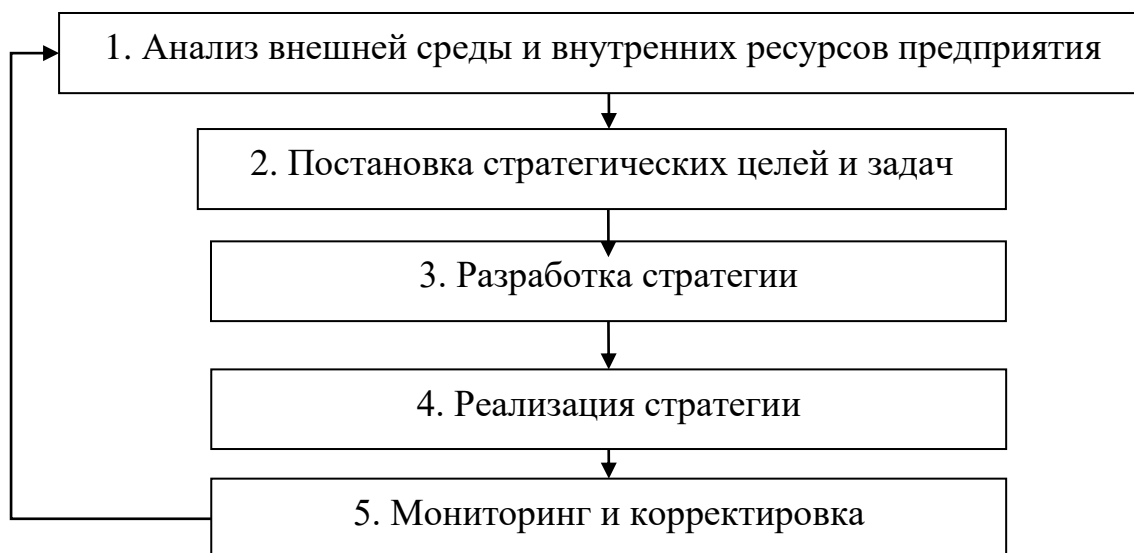 1. Анализ внешней среды и внутренних ресурсов предприятия
2. Постановка стратегических целей и задач
3. Разработка стратегии
4. Реализация стратегии
5. Мониторинг и корректировка